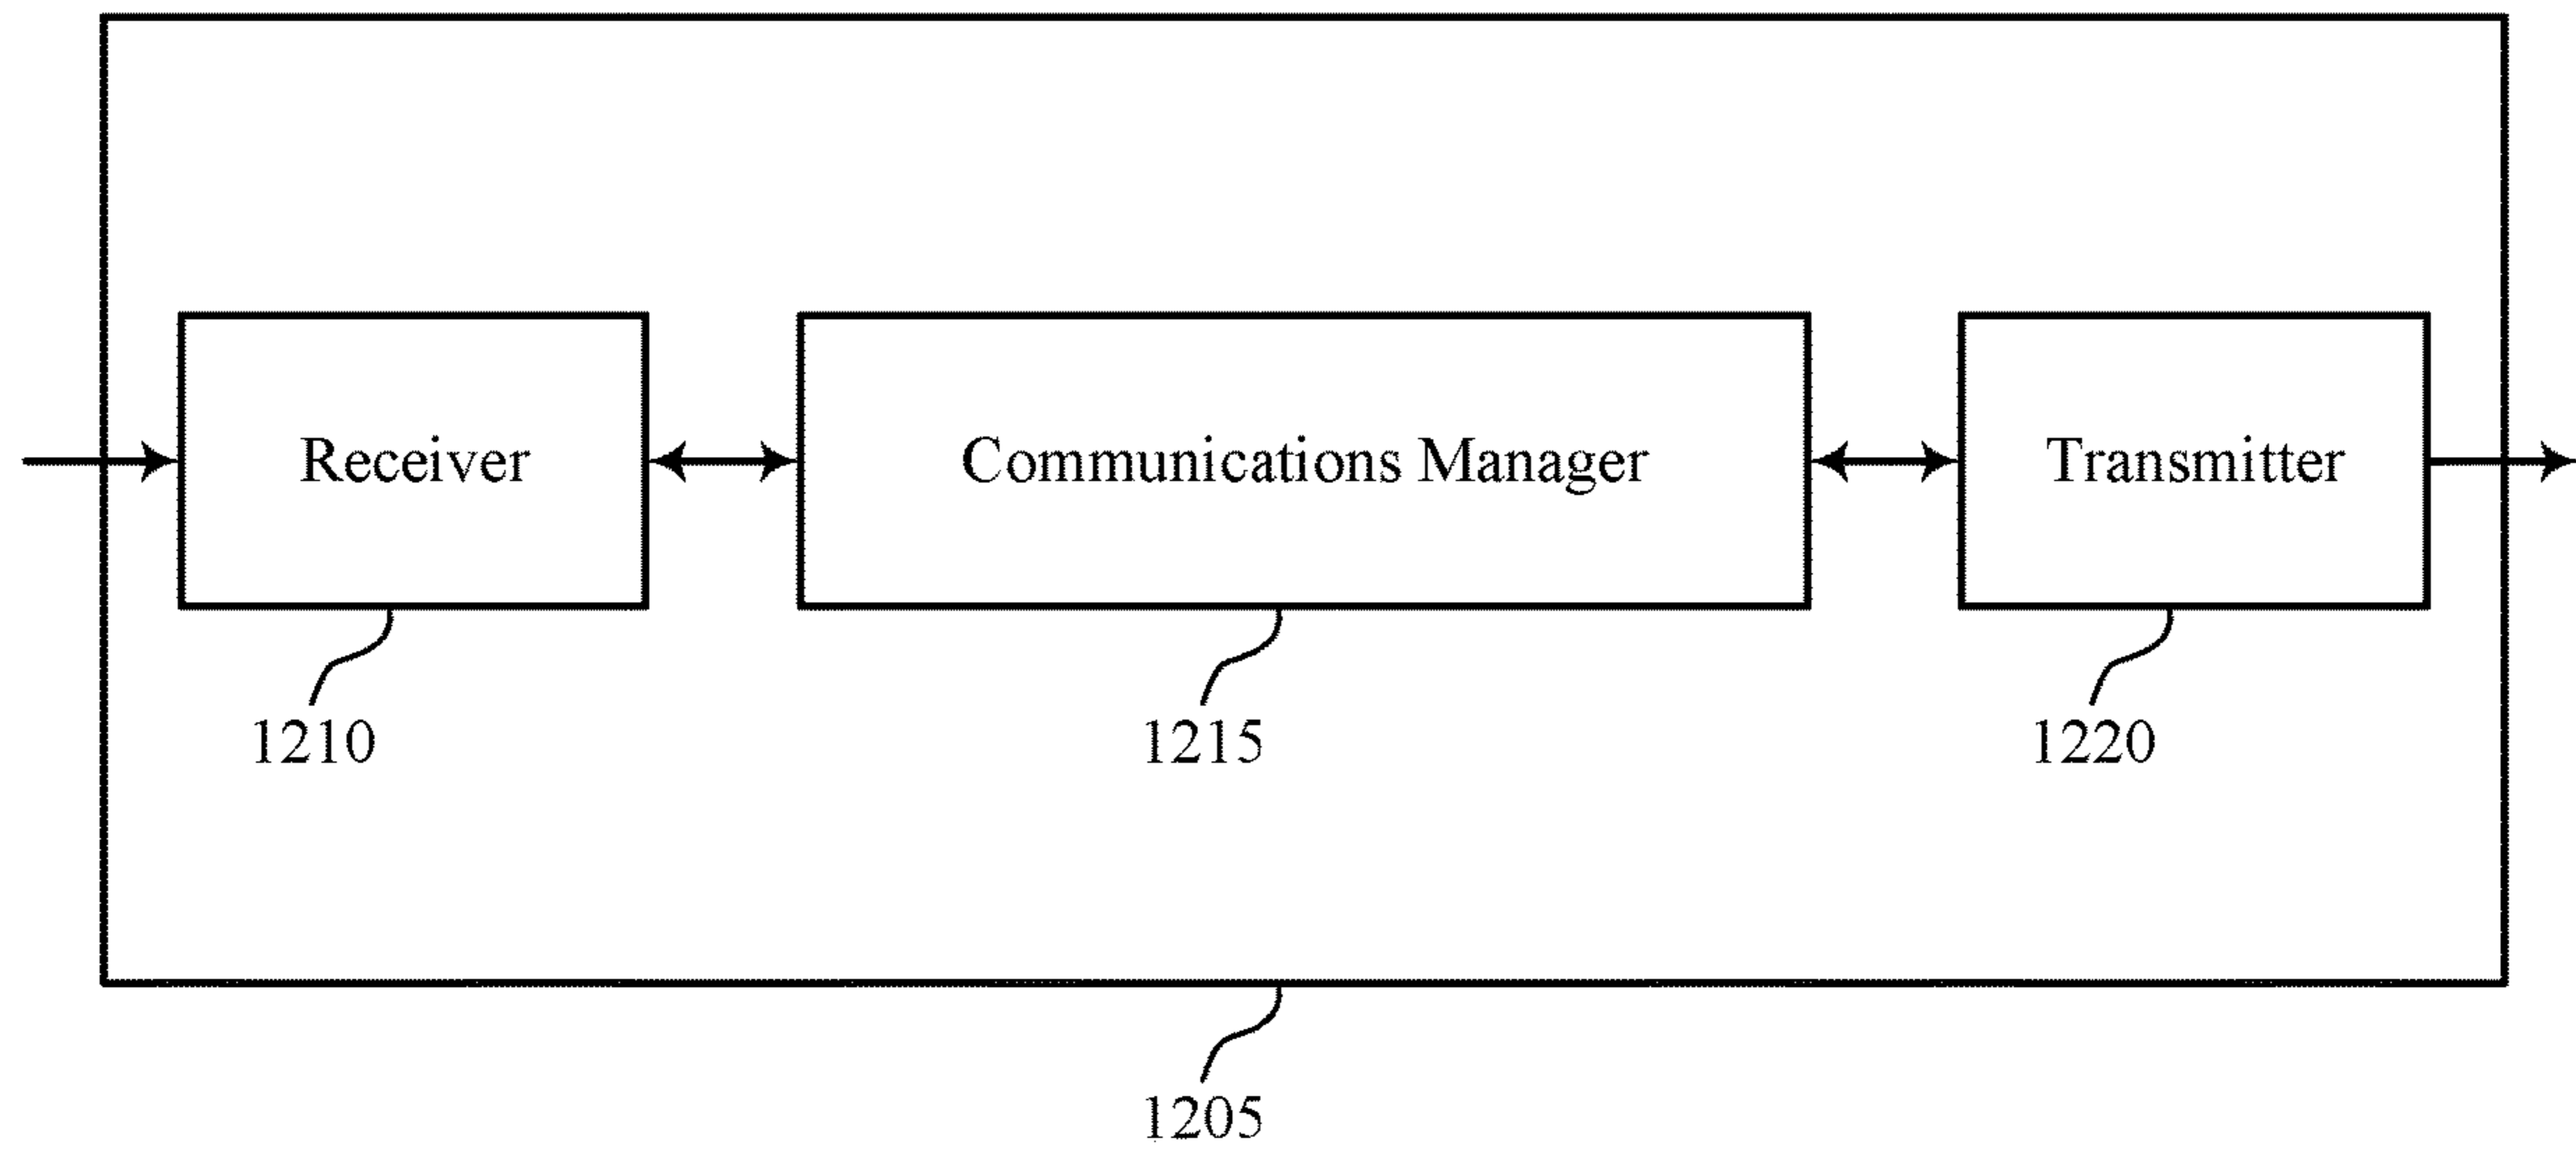 Receiver
Communications Manager
Transmitter
1210
1215
1220
1205